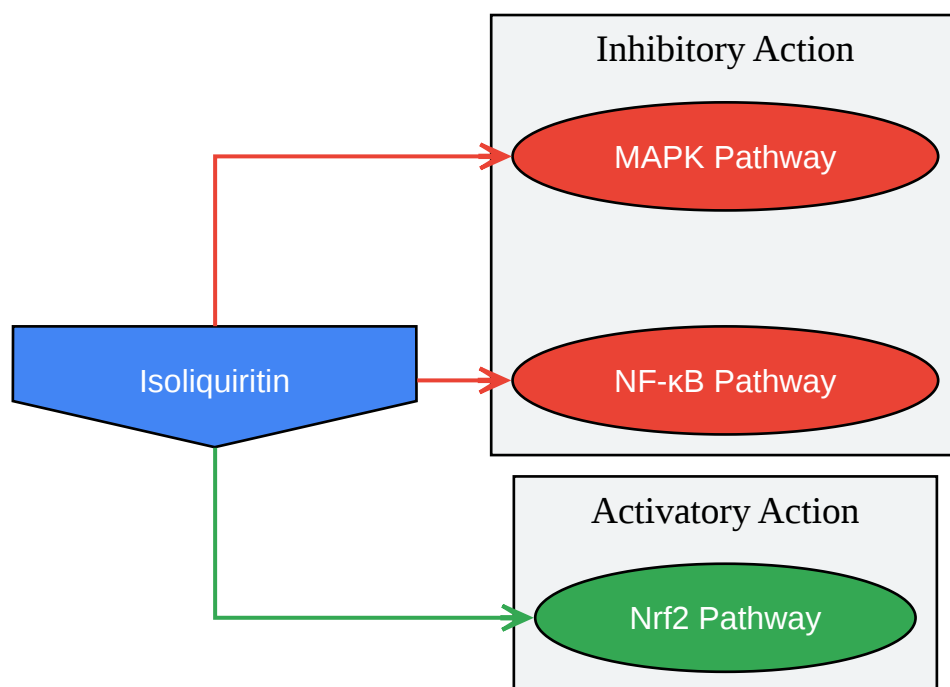 Inhibitory Action
MAPK Pathway
Isoliquiritin
NF-κB Pathway
Activatory Action
Nrf2 Pathway